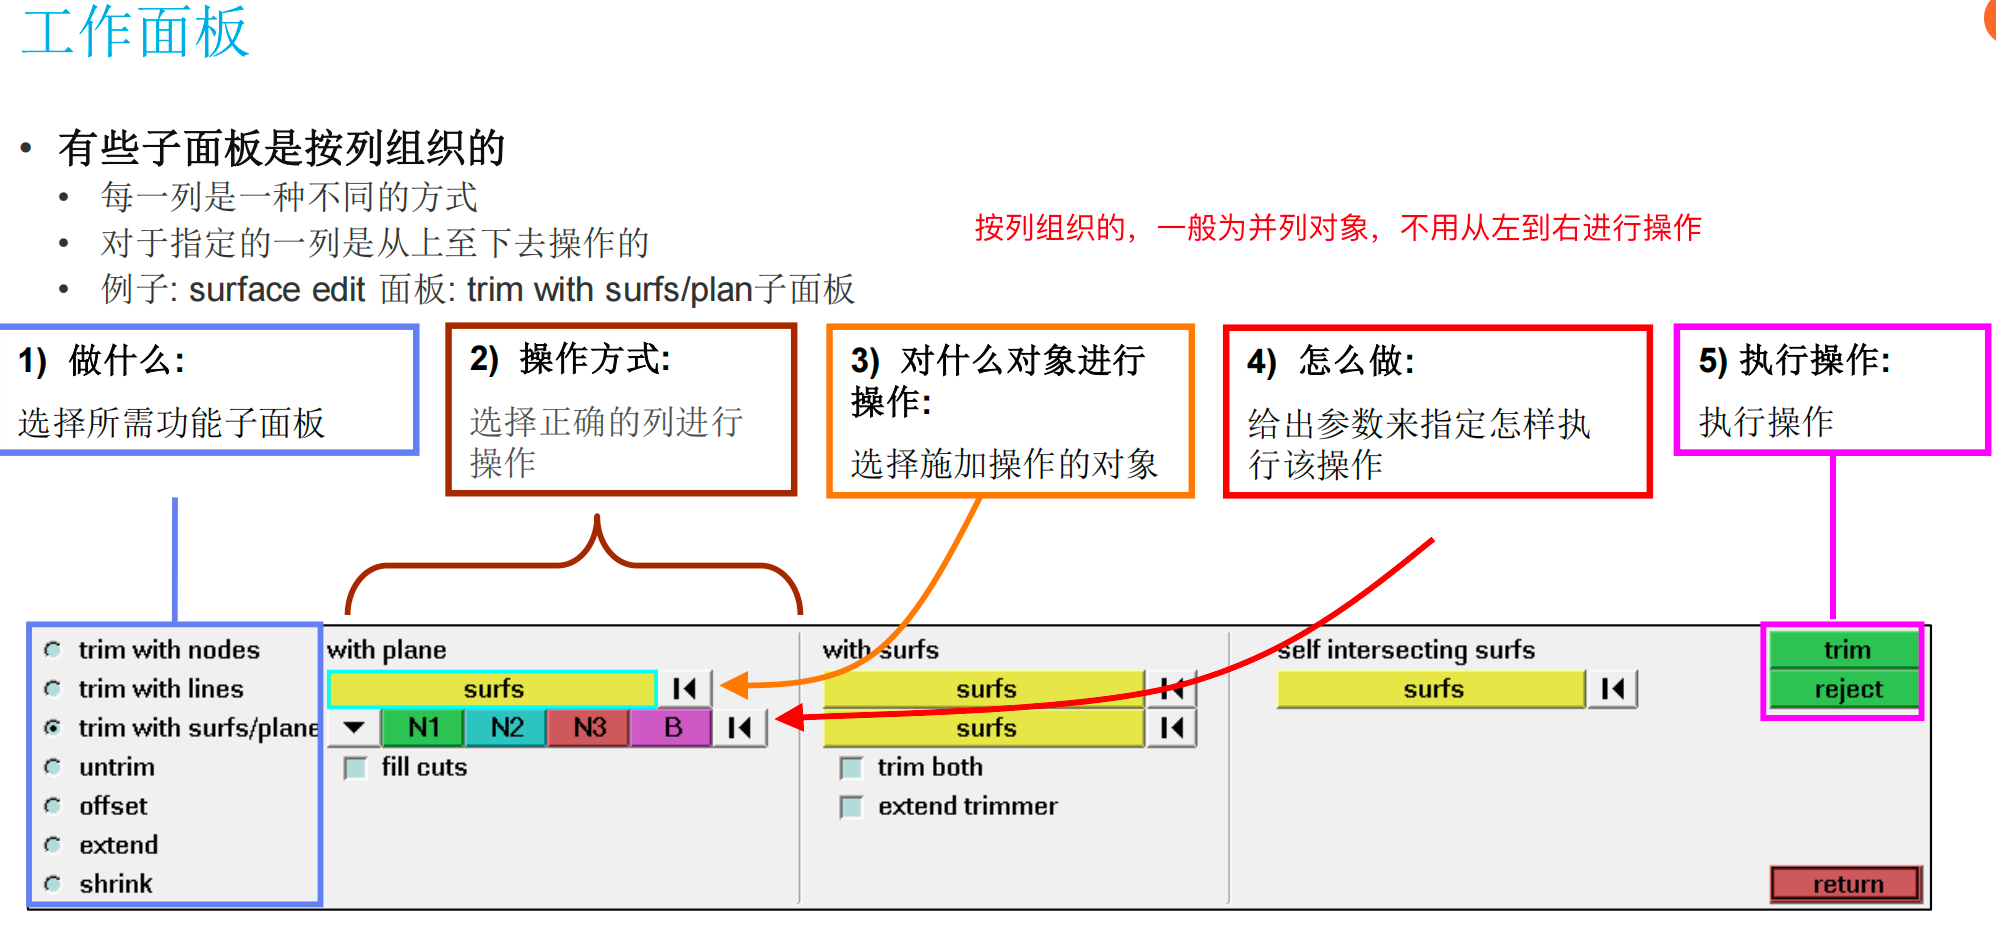 工作面板
• 有些子面板是按列组织的
• 每一列是一种不同的方式
• 对于指定的一列是从上至下去操作的
• 例子: surface edit 面板: trim with surfs/plan子面板
按列组织的，一般为并列对象，不用从左到右进行操作
1) 做什么:
选择所需功能子面板
2) 操作方式:
选择正确的列进行
操作
3) 对什么对象进行
操作:
选择施加操作的对象
4) 怎么做:
给出参数来指定怎样执
行该操作
5) 执行操作:
执行操作
trim with nodes
trim with lines
trim with surfs/plane
untrim
offset
extend
shrink
with plane
surfs
N1 N2 N3 B
fill cuts
with surfs
surfs
surfs
trim both
extend trimmer
self intersecting surfs
surfs
trim
reject
return